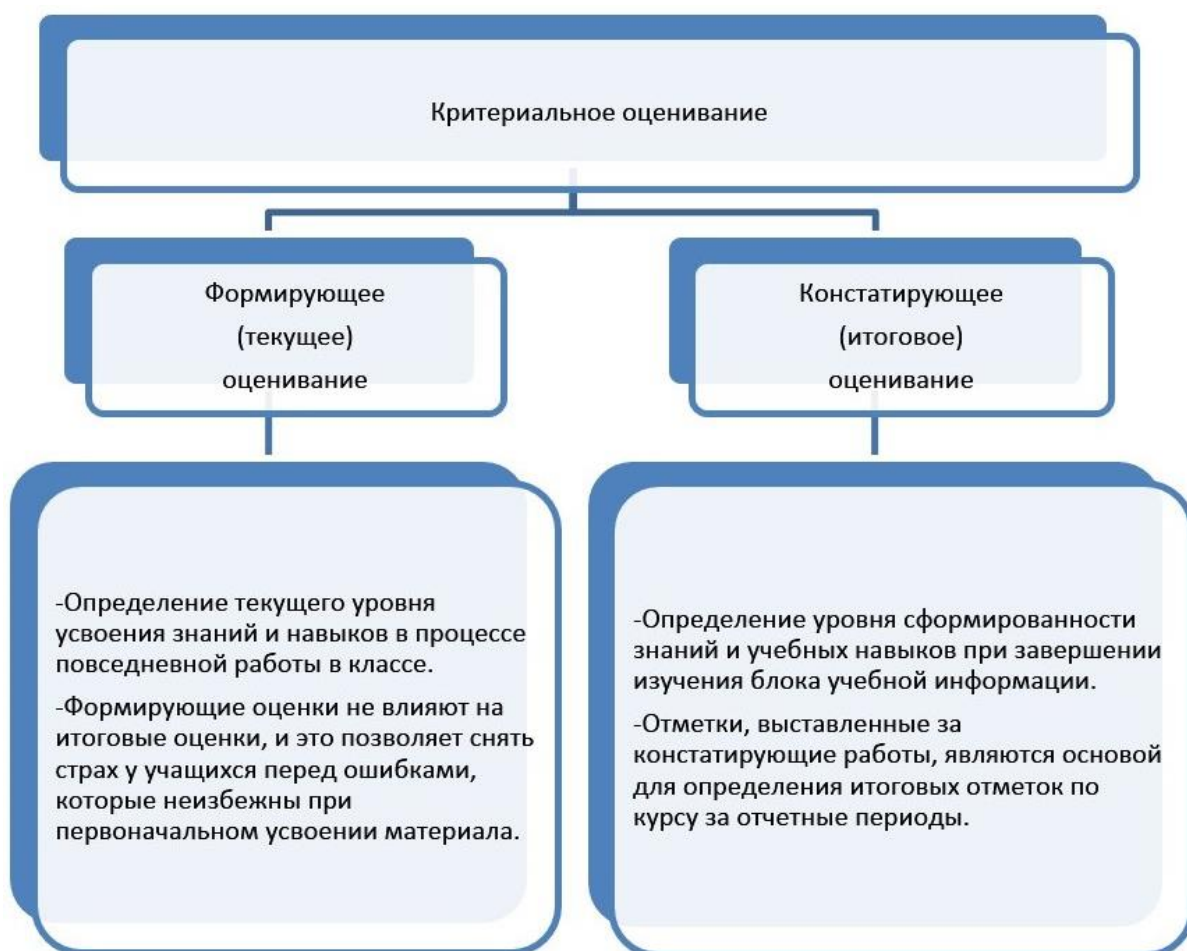 Критериальное оценивание
Формирующее
(текущее)
оценивание
Констатирующее
(итоговое)
оценивание
-Определение текущего уровня
усвоения знаний и навыков в процессе
повседневной работы в классе.
-Формирующие оценки не влияют на
итоговые оценки, и это позволяет снять
страх у учащихся перед ошибками,
которые неизбежны при
первоначальном усвоении материала.
-Определение уровня сформированности
знаний и учебных навыков при завершении
изучения блока учебной информации.
-Отметки, выставленные за
констатирующие работы, являются основой
для определения итоговых отметок по
курсу за отчетные периоды.